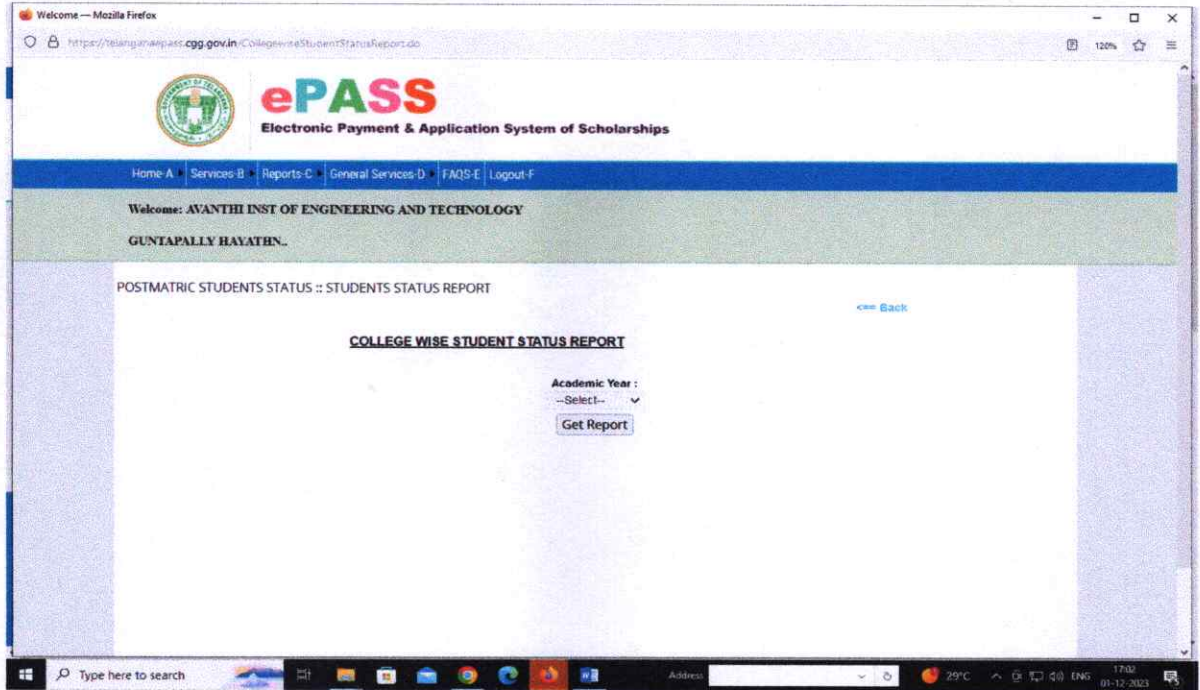 Welcome — Mozilla Firefox
https://telanganaepass.cgg.gov.in/CollegewiseStudentStatusReport.do
120%
ePASS
Electronic Payment & Application System of Scholarships
Home-A Services-B Reports-C General Services-D FAQS-E Logout-F
Welcome: AVANTHI INST OF ENGINEERING AND TECHNOLOGY
GUNTAPALLY HAYATHN..
POSTMATRIC STUDENTS STATUS :: STUDENTS STATUS REPORT
<== Back
COLLEGE WISE STUDENT STATUS REPORT
Academic Year :
--Select--
Get Report
Type here to search
Address
29°C
ENG
17:02
01-12-2023